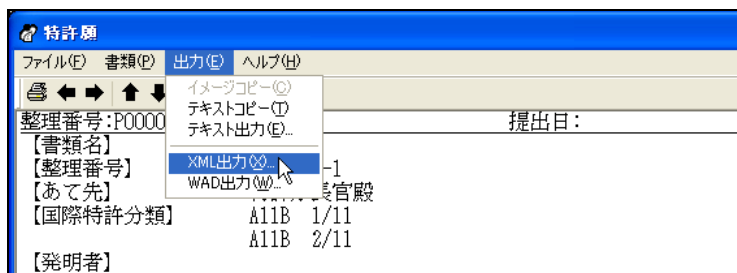 特許願
ファイル(F) 書類(P) 出力(E) ヘルプ(H)
イメージコピー(C)
テキストコピー(T)
テキスト出力(E)...
XML出力(X)...
WAD出力(W)...
整理番号:P0000 提出日:
【書類名】
【整理番号】 -1
【あて先】 長官殿
【国際特許分類】 A11B 1/11
A11B 2/11
【発明者】